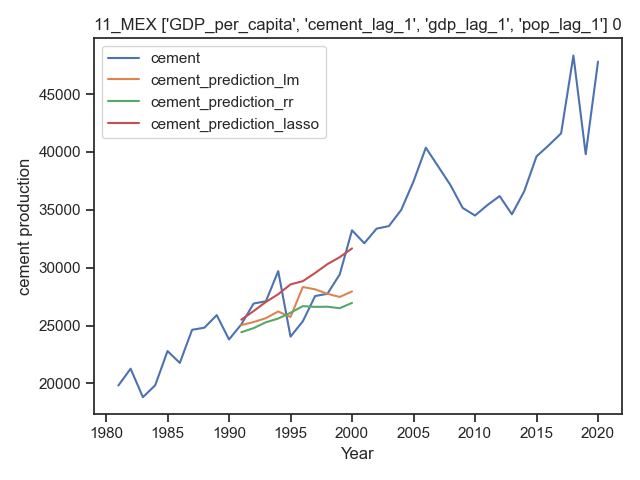 11_MEX ['GDP_per_capita', 'cement_lag_1', 'gdp_lag_1', 'pop_lag_1'] 0
cement
cement_prediction_lm
cement_prediction_rr
cement_prediction_lasso
cement production
45000
40000
35000
30000
25000
20000
1980 1985 1990 1995 2000 2005 2010 2015 2020
Year